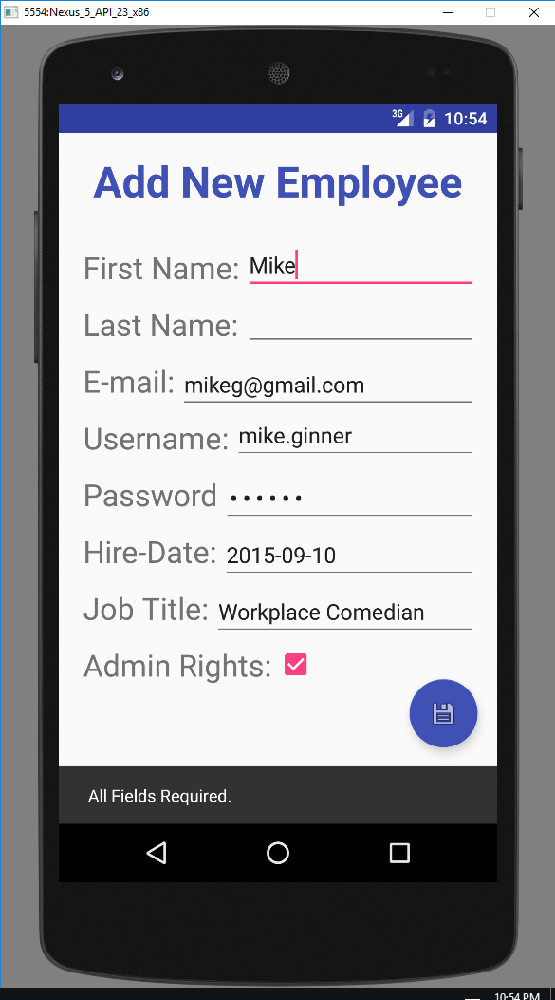 5554:Nexus_5_API_23_x86
3G 10:54
Add New Employee
First Name: Mike
Last Name:
E-mail: mikeg@gmail.com
Username: mike.ginner
Password ••••••
Hire-Date: 2015-09-10
Job Title: Workplace Comedian
Admin Rights:
All Fields Required.
10:54 PM